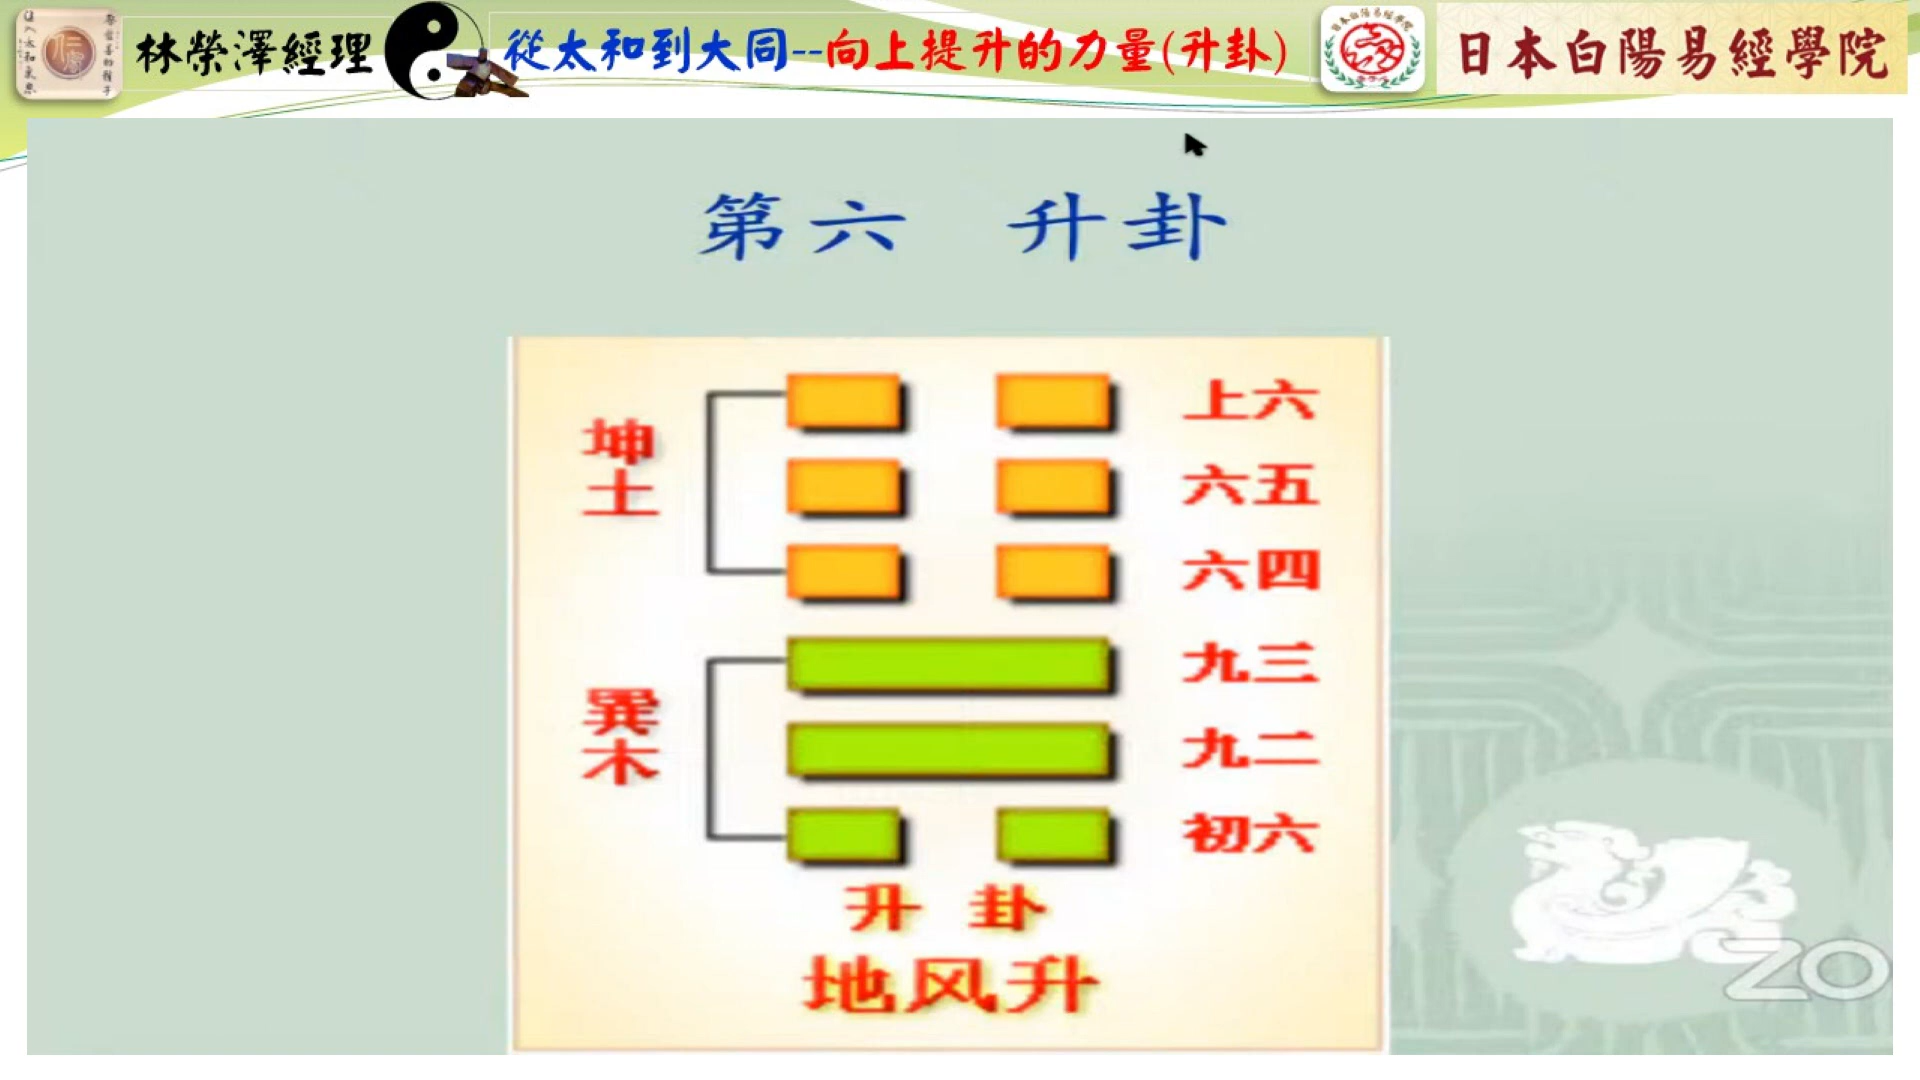 林榮澤經理
從太和到大同--向上提升的力量(升卦)
日本白陽易經學院
第六 升卦
坤土
上六
六五
六四
巽木
九三
九二
初六
升 卦
地风升
ZO